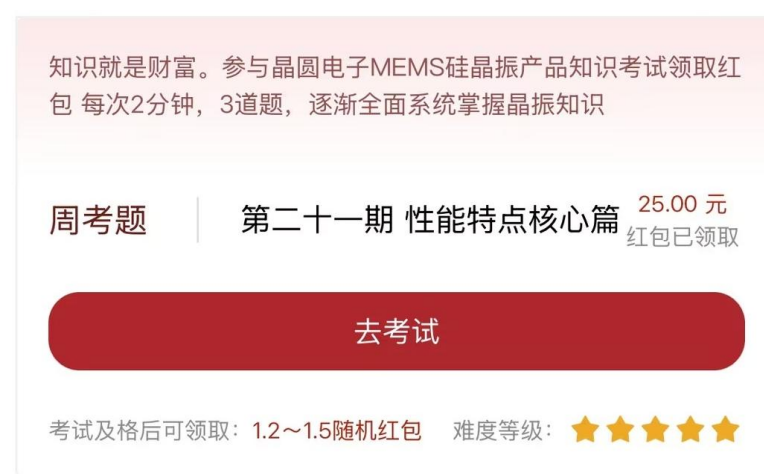 知识就是财富。参与晶圆电子MEMS硅晶振产品知识考试领取红
包 每次2分钟，3道题，逐渐全面系统掌握晶振知识
周考题
第二十一期 性能特点核心篇
25.00 元
红包已领取
去考试
考试及格后可领取：1.2～1.5随机红包 难度等级：